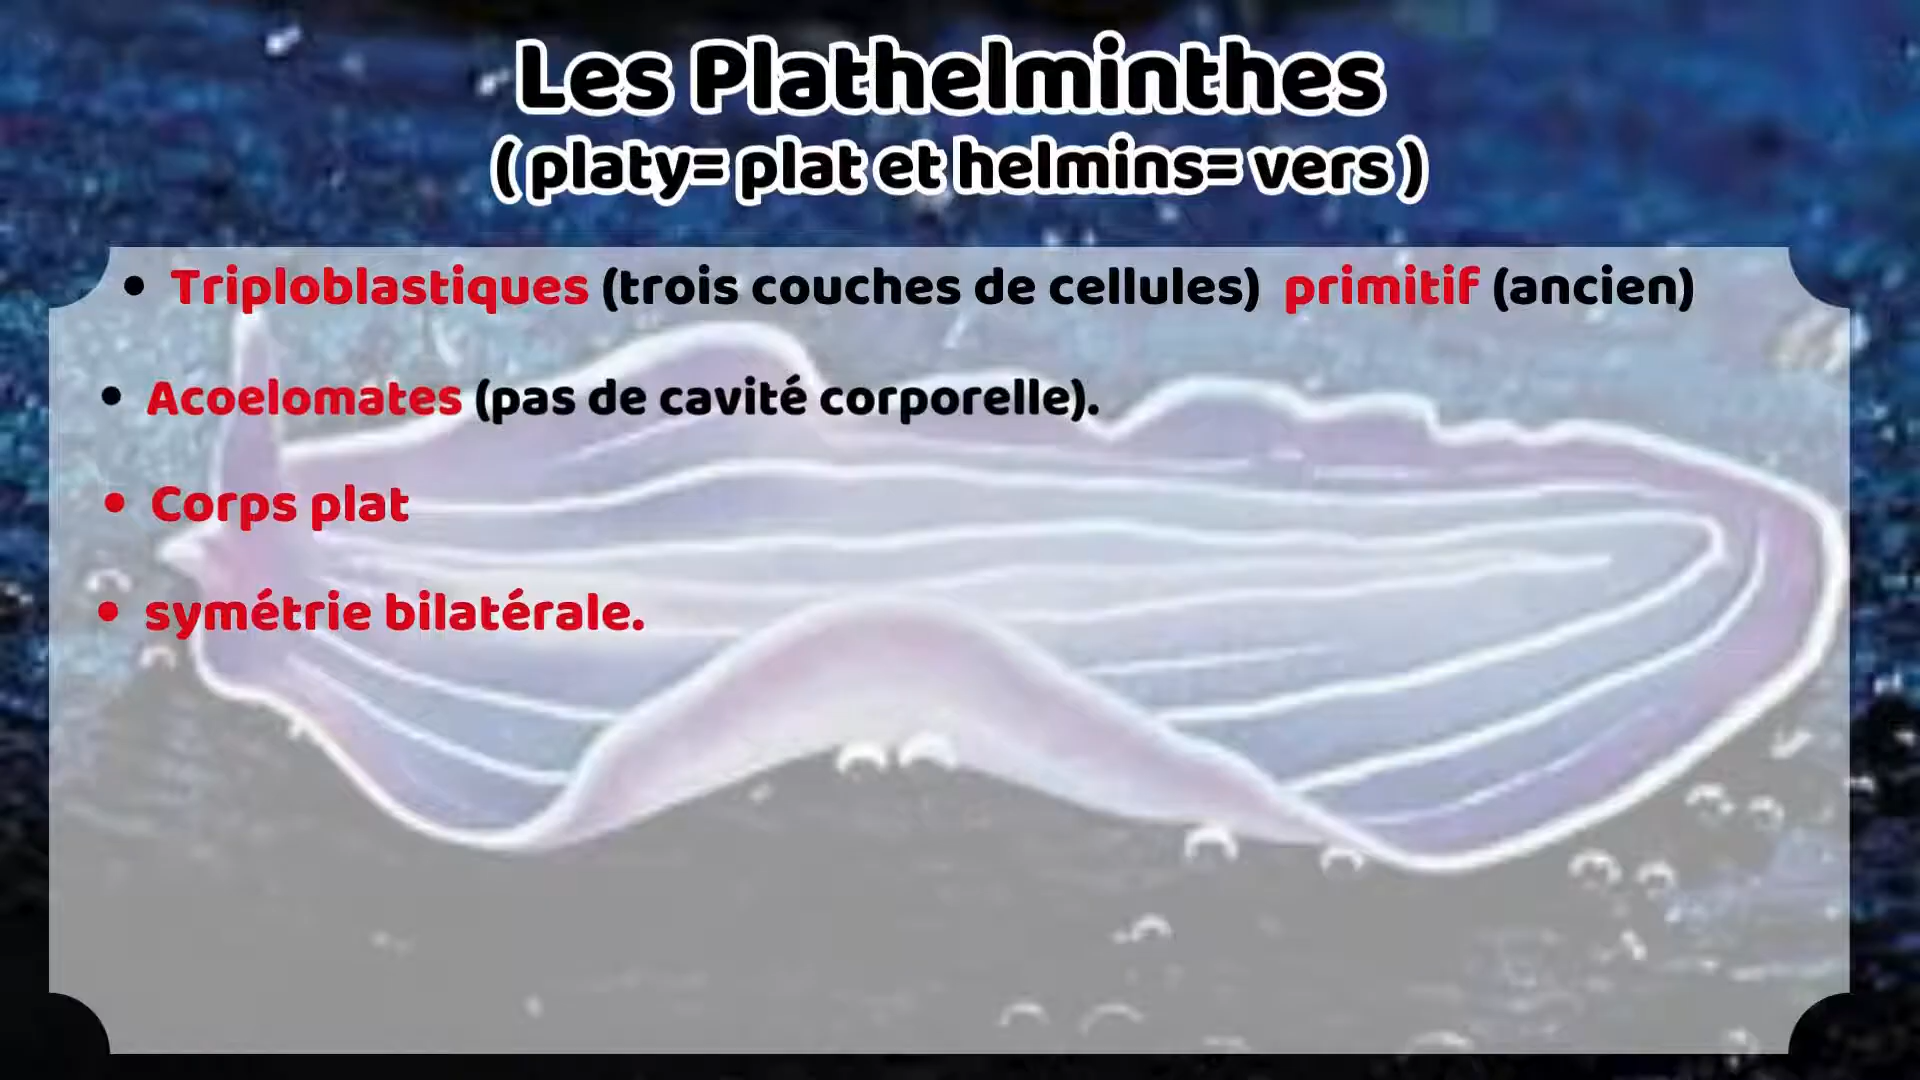 Les Plathelminthes
( platy= plat et helmins= vers )
• Triploblastiques (trois couches de cellules) primitif (ancien)
• Acoelomates (pas de cavité corporelle).
• Corps plat
• symétrie bilatérale.